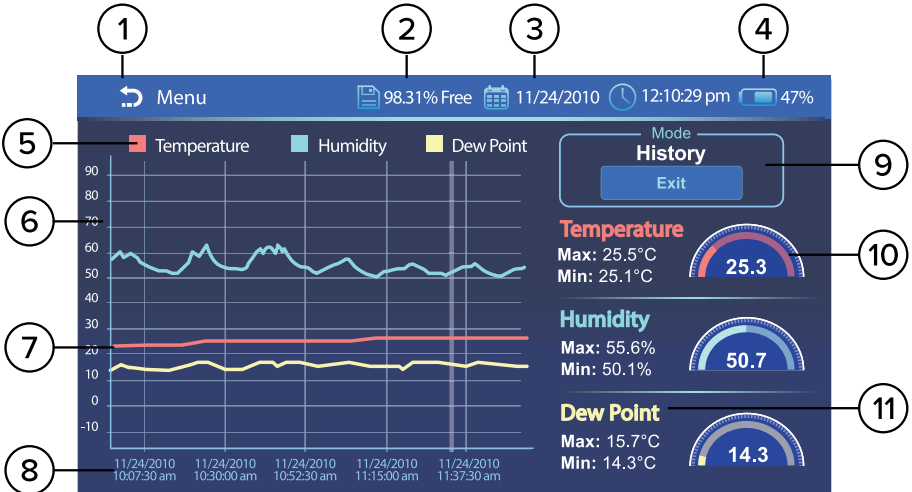 1
2
3
4
Menu
98.31% Free
11/24/2010
12:10:29 pm
47%
5
Temperature
Humidity
Dew Point
90
80
6
70
60
50
40
30
7
20
10
0
-10
8
11/24/2010
10:07:30 am
11/24/2010
10:30:00 am
11/24/2010
10:52:30 am
11/24/2010
11:15:00 am
11/24/2010
11:37:30 am
Mode
History
Exit
9
Temperature
Max: 25.5°C
Min: 25.1°C
25.3
10
Humidity
Max: 55.6%
Min: 50.1%
50.7
Dew Point
11
Max: 15.7°C
Min: 14.3°C
14.3